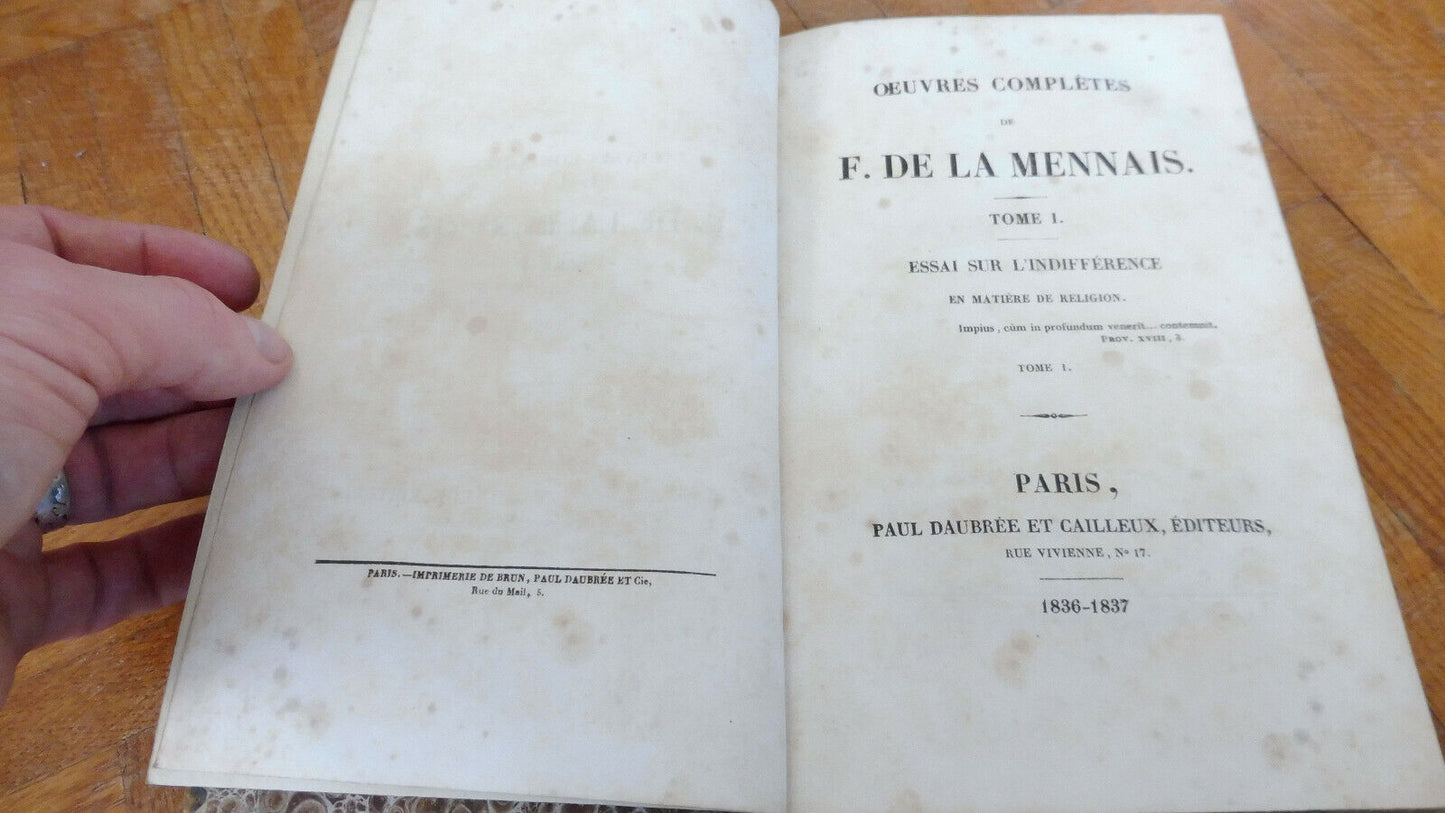 PARIS.—IMPRIMERIE DE BRUN, PAUL DAUBRÉE ET Cie,
Rue du Mail, 5.
OEUVRES COMPLÈTES
DE
F. DE LA MENNAIS.
TOME I.
ESSAI SUR L'INDIFFÉRENCE
EN MATIÈRE DE RELIGION.
Impius, cùm in profundum venerit... contemnit.
PROV. XVIII, 3.
TOME I.
PARIS,
PAUL DAUBRÉE ET CAILLEUX, ÉDITEURS,
RUE VIVIENNE, No 17.
1836-1837